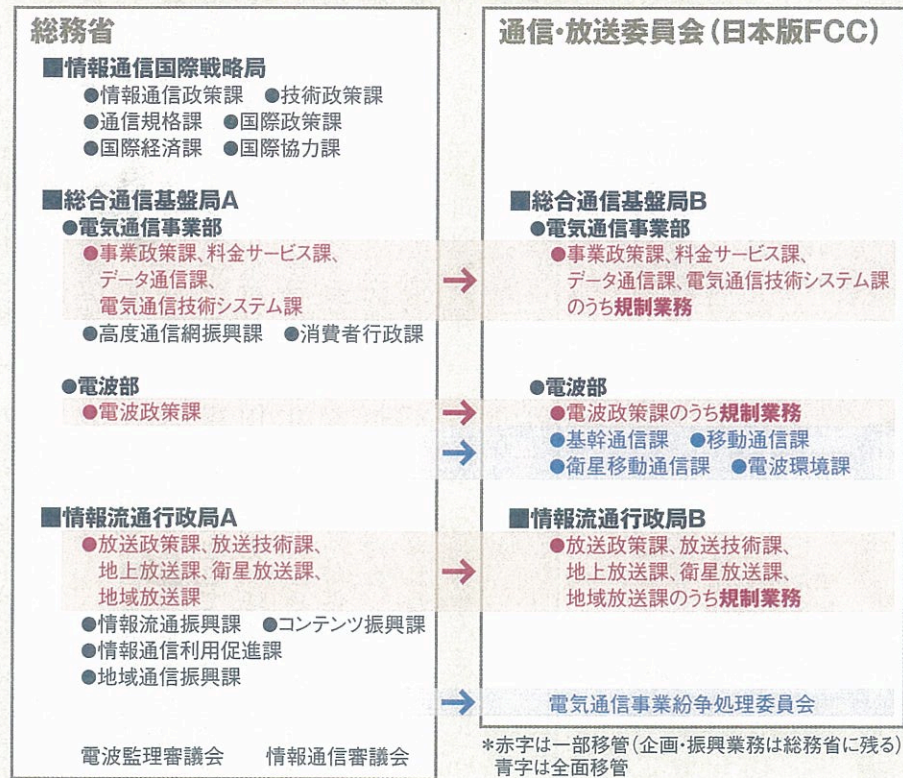 総務省
■情報通信国際戦略局
●情報通信政策課 ●技術政策課
●通信規格課 ●国際政策課
●国際経済課 ●国際協力課
■総合通信基盤局A
●電気通信事業部
●事業政策課、料金サービス課、
データ通信課、
電気通信技術システム課
●高度通信網振興課 ●消費者行政課
●電波部
●電波政策課
■情報流通行政局A
●放送政策課、放送技術課、
地上放送課、衛星放送課、
地域放送課
●情報流通振興課 ●コンテンツ振興課
●情報通信利用促進課
●地域通信振興課
電波監理審議会 情報通信審議会
→
→
→
→
→
通信・放送委員会(日本版FCC)
■総合通信基盤局B
●電気通信事業部
●事業政策課、料金サービス課、
データ通信課、電気通信技術システム課
のうち規制業務
●電波部
●電波政策課のうち規制業務
●基幹通信課 ●移動通信課
●衛星移動通信課 ●電波環境課
■情報流通行政局B
●放送政策課、放送技術課、
地上放送課、衛星放送課、
地域放送課のうち規制業務
電気通信事業紛争処理委員会
*赤字は一部移管(企画・振興業務は総務省に残る)
青字は全面移管